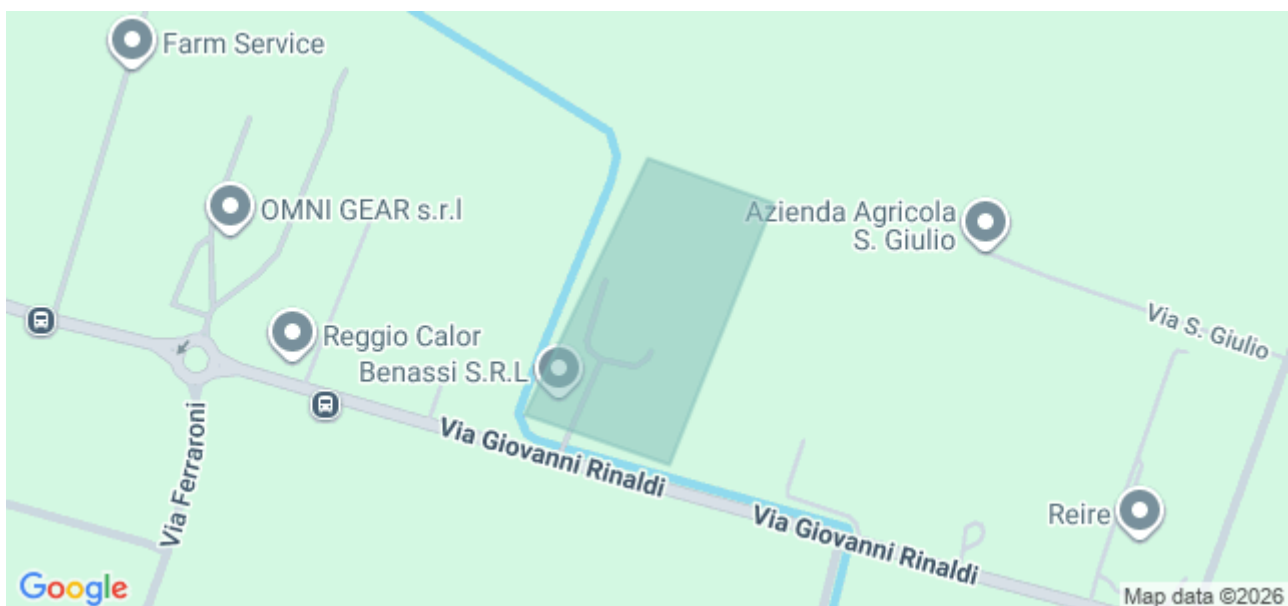 Farm Service
OMNI GEAR s.r.l
Azienda Agricola
S. Giulio
Via S. Giulio
Reggio Calor
Benassi S.R.L
Via Ferraroni
Via Giovanni Rinaldi
Via Giovanni Rinaldi
Reire
Google
Map data ©2026